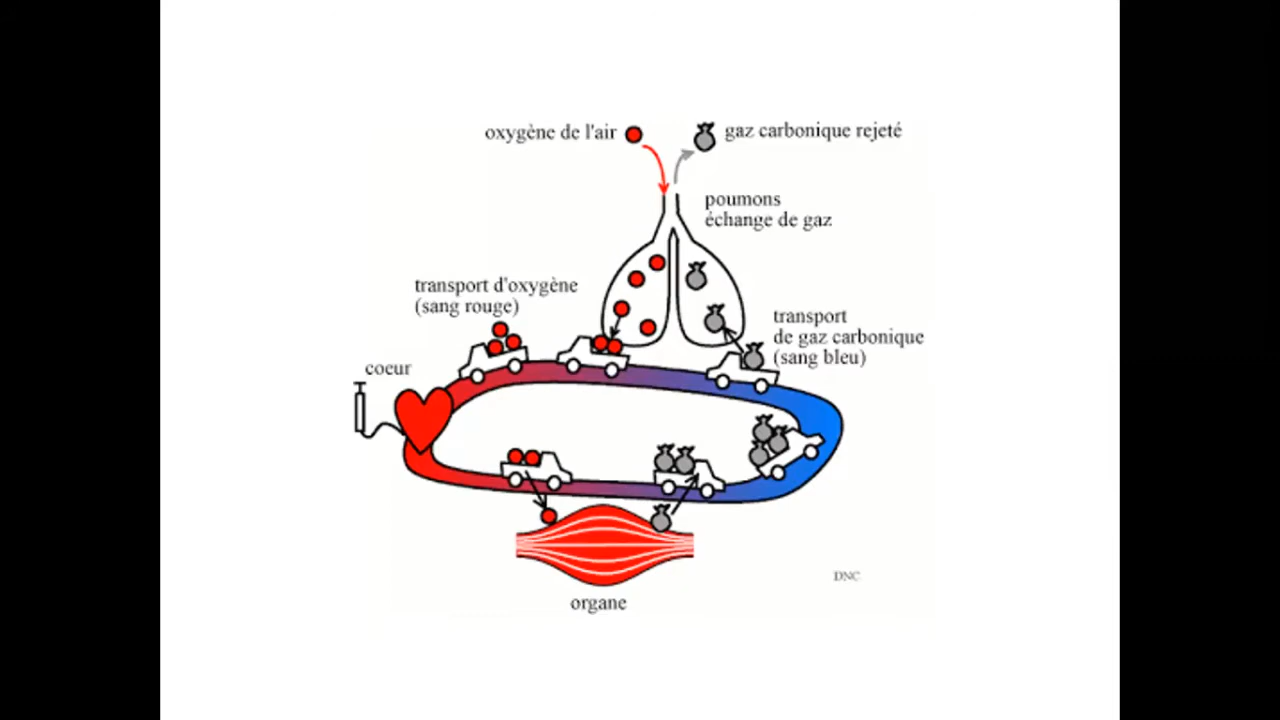 oxygène de l'air
gaz carbonique rejeté
poumons
échange de gaz
transport d'oxygène
(sang rouge)
transport
de gaz carbonique
(sang bleu)
coeur
DNC
organe